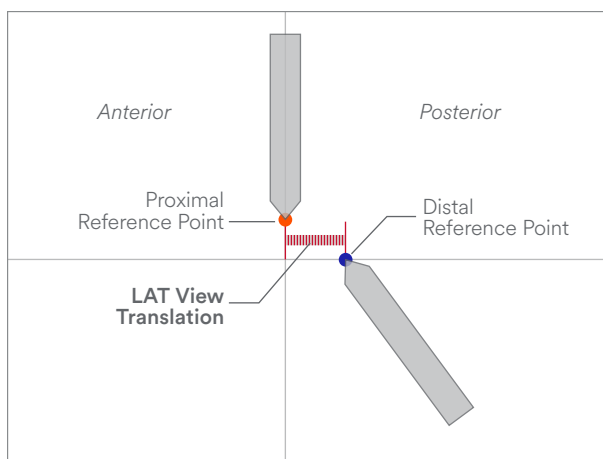 Anterior
Posterior
Proximal
Reference Point
Distal
Reference Point
LAT View
Translation